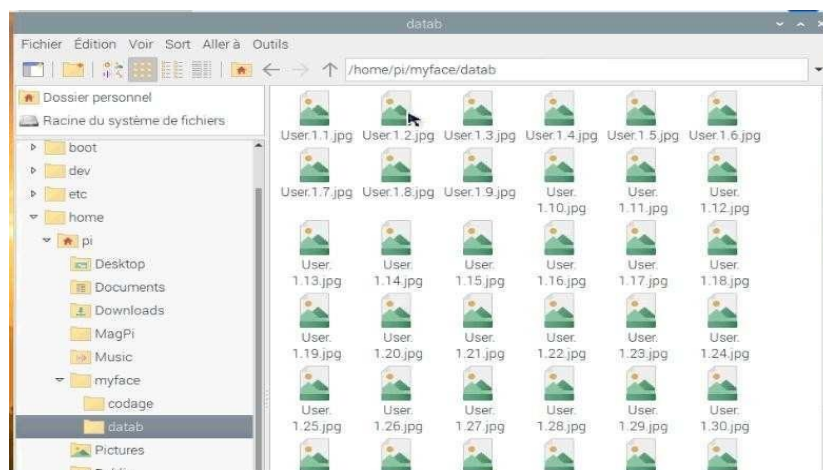 datab
Fichier Édition Voir Sort Aller à Outils
/home/pi/myface/datab
Dossier personnel
Racine du système de fichiers
boot
dev
etc
home
pi
Desktop
Documents
Downloads
MagPi
Music
myface
codage
datab
Pictures
User.1.1.jpg User.1.2.jpg User.1.3.jpg User.1.4.jpg User.1.5.jpg User.1.6.jpg
User.1.7.jpg User.1.8.jpg User.1.9.jpg User. User. User.
1.10.jpg 1.11.jpg 1.12.jpg
User. User. User. User. User. User.
1.13.jpg 1.14.jpg 1.15.jpg 1.16.jpg 1.17.jpg 1.18.jpg
User. User. User. User. User. User.
1.19.jpg 1.20.jpg 1.21.jpg 1.22.jpg 1.23.jpg 1.24.jpg
User. User. User. User. User. User.
1.25.jpg 1.26.jpg 1.27.jpg 1.28.jpg 1.29.jpg 1.30.jpg